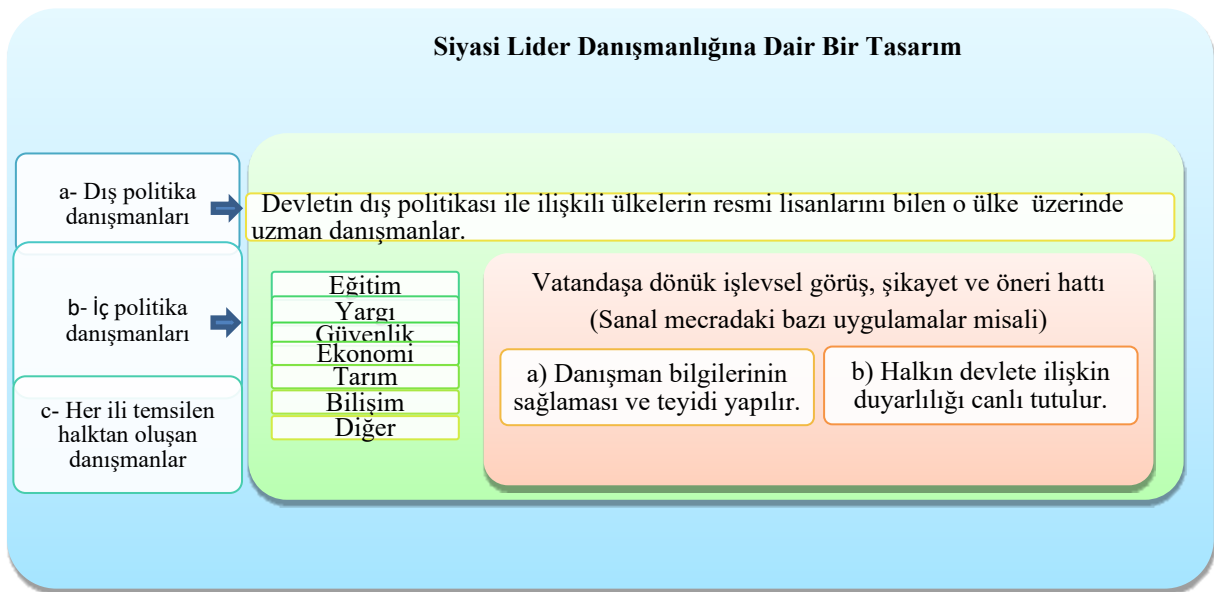 Siyasi Lider Danışmanlığına Dair Bir Tasarım
a- Dış politika
danışmanları
Devletin dış politikası ile ilişkili ülkelerin resmi lisanlarını bilen o ülke üzerinde
uzman danışmanlar.
b- İç politika
danışmanları
Eğitim
Yargı
Güvenlik
Ekonomi
Tarım
Bilişim
Diğer
Vatandaşa dönük işlevsel görüş, şikayet ve öneri hattı
(Sanal mecradaki bazı uygulamalar misali)
a) Danışman bilgilerinin
sağlaması ve teyidi yapılır.
b) Halkın devlete ilişkin
duyarlılığı canlı tutulur.
c- Her ili temsilen
halktan oluşan
danışmanlar